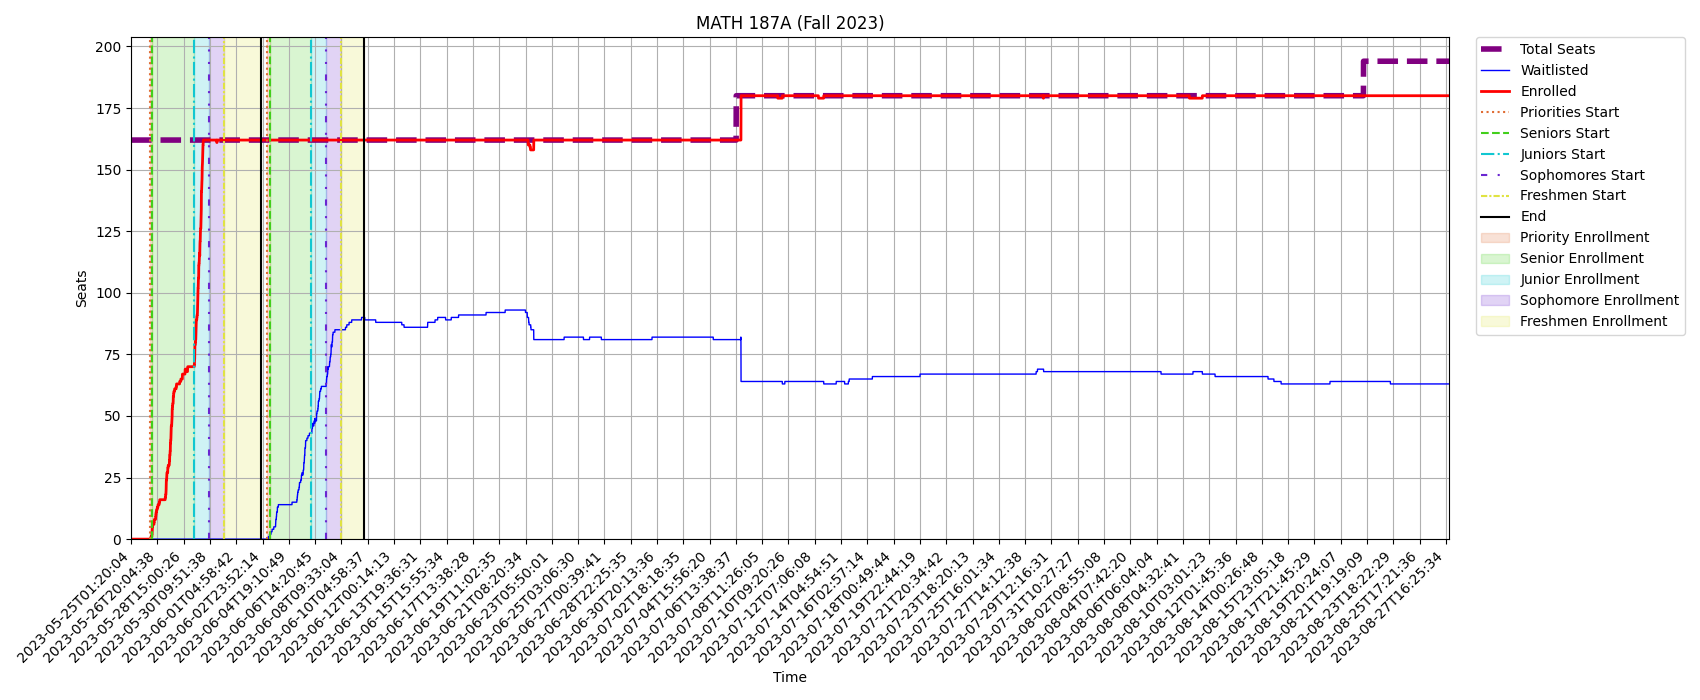 MATH 187A (Fall 2023)
Seats
200
175
150
125
100
75
50
25
0
2023-05-25T01:20:04
2023-05-26T20:04:38
2023-05-28T15:00:26
2023-05-30T09:51:38
2023-06-01T04:58:42
2023-06-02T23:52:14
2023-06-04T19:10:49
2023-06-06T14:20:45
2023-06-08T09:33:04
2023-06-10T04:58:37
2023-06-12T00:14:13
2023-06-13T19:36:31
2023-06-15T15:55:34
2023-06-17T13:38:28
2023-06-19T11:02:35
2023-06-21T08:20:34
2023-06-23T05:50:01
2023-06-25T03:06:30
2023-06-27T00:39:41
2023-06-28T22:25:35
2023-06-30T20:13:36
2023-07-02T18:18:35
2023-07-04T15:56:20
2023-07-06T13:38:37
2023-07-08T11:26:05
2023-07-10T09:20:26
2023-07-12T07:06:08
2023-07-14T04:54:51
2023-07-16T02:57:14
2023-07-18T00:49:44
2023-07-19T22:44:19
2023-07-21T20:34:42
2023-07-23T18:20:13
2023-07-25T16:01:34
2023-07-27T14:12:38
2023-07-29T12:16:31
2023-07-31T10:27:27
2023-08-02T08:55:08
2023-08-04T07:42:20
2023-08-06T06:04:04
2023-08-08T04:32:41
2023-08-10T03:01:23
2023-08-12T01:45:36
2023-08-14T00:26:48
2023-08-15T23:05:18
2023-08-17T21:45:29
2023-08-19T20:24:07
2023-08-21T19:19:09
2023-08-23T18:22:29
2023-08-25T17:21:36
2023-08-27T16:25:34
Time
Total Seats
Waitlisted
Enrolled
Priorities Start
Seniors Start
Juniors Start
Sophomores Start
Freshmen Start
End
Priority Enrollment
Senior Enrollment
Junior Enrollment
Sophomore Enrollment
Freshmen Enrollment